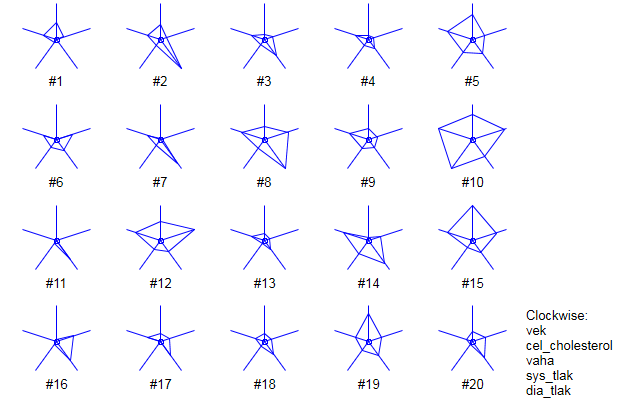 #1 #2 #3 #4 #5
#6 #7 #8 #9 #10
#11 #12 #13 #14 #15
#16 #17 #18 #19 #20
Clockwise:
vek
cel_cholesterol
vaha
sys_tlak
dia_tlak